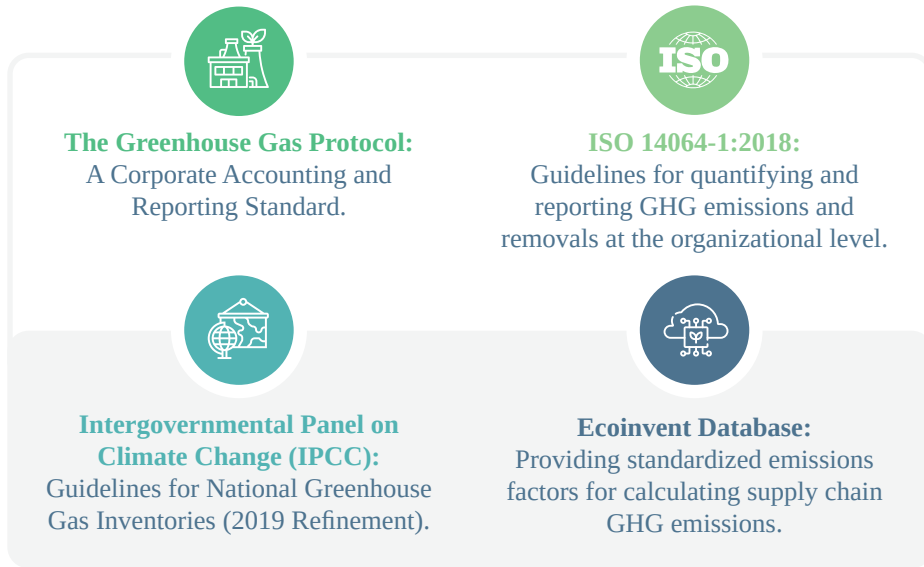 The Greenhouse Gas Protocol:
A Corporate Accounting and
Reporting Standard.
ISO
ISO 14064-1:2018:
Guidelines for quantifying and
reporting GHG emissions and
removals at the organizational level.
Intergovernmental Panel on
Climate Change (IPCC):
Guidelines for National Greenhouse
Gas Inventories (2019 Refinement).
Ecoinvent Database:
Providing standardized emissions
factors for calculating supply chain
GHG emissions.